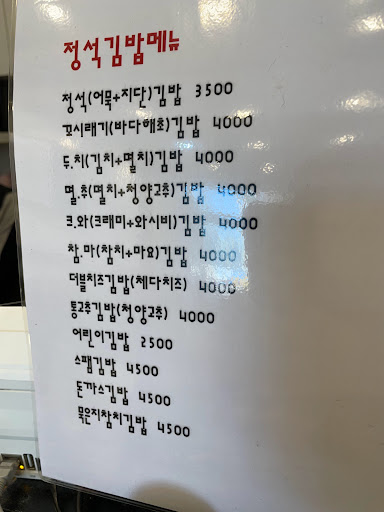 정석김밥메뉴
정석(어묵+지단)김밥 3500
꼬시래기(바다해초)김밥 4000
두.치(김치+멸치)김밥 4000
멸.추(멸치+청양고추)김밥 4000
크.와(크래미+와시비)김밥 4000
참.마(참치+마요)김밥 4000
더블치즈김밥(체다치즈) 4000
통고추김밥(청양고추) 4000
어린이김밥 2500
스팸김밥 4500
돈까스김밥 4500
묵은지참치김밥 4500